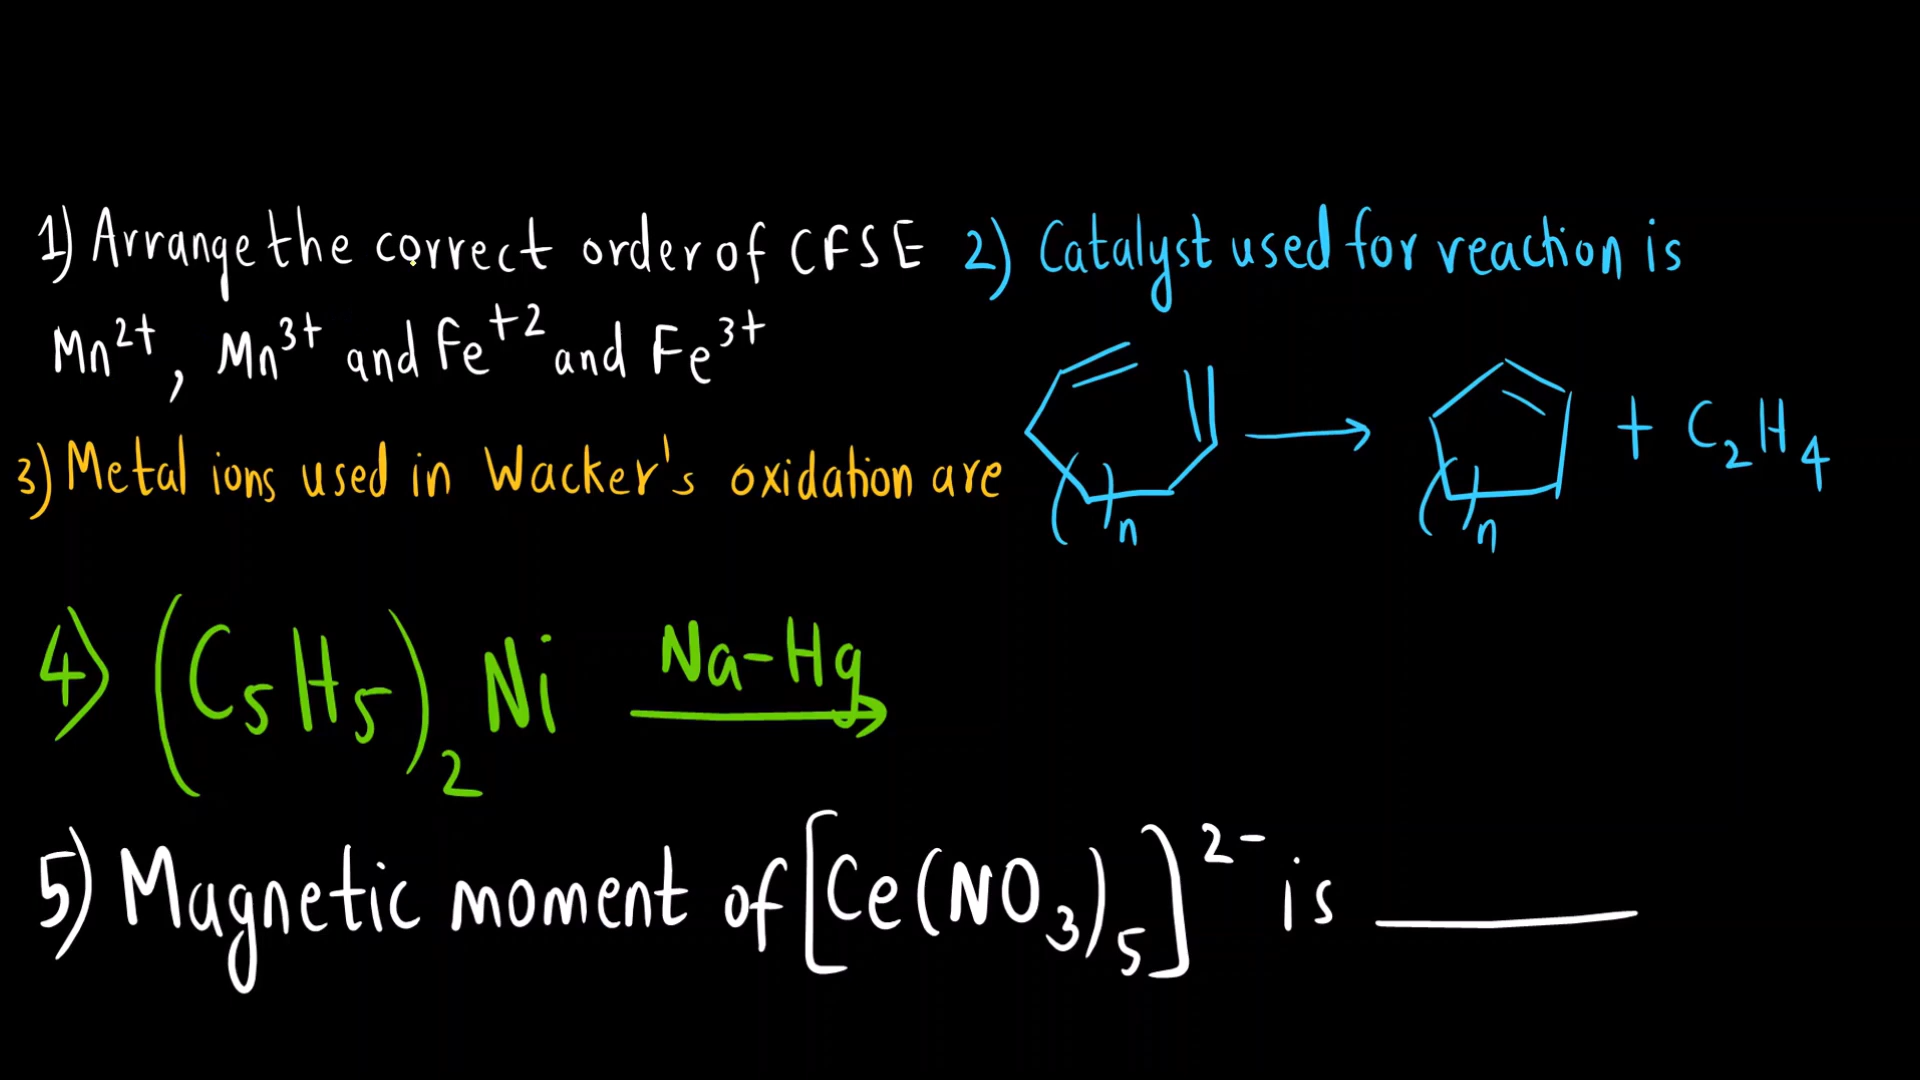 1) Arrange the correct order of CFSE
Mn²⁺, Mn³⁺ and Fe⁺² and Fe³⁺
2) Catalyst used for reaction is
( )n → ( )n + C₂H₄
3) Metal ions used in Wacker's oxidation are
4) (C₅H₅)₂ Ni Na-Hg →
5) Magnetic moment of [Ce(NO₃)₅]²⁻ is ______